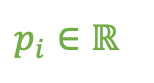 𝑝ᵢ ∈ ℝ